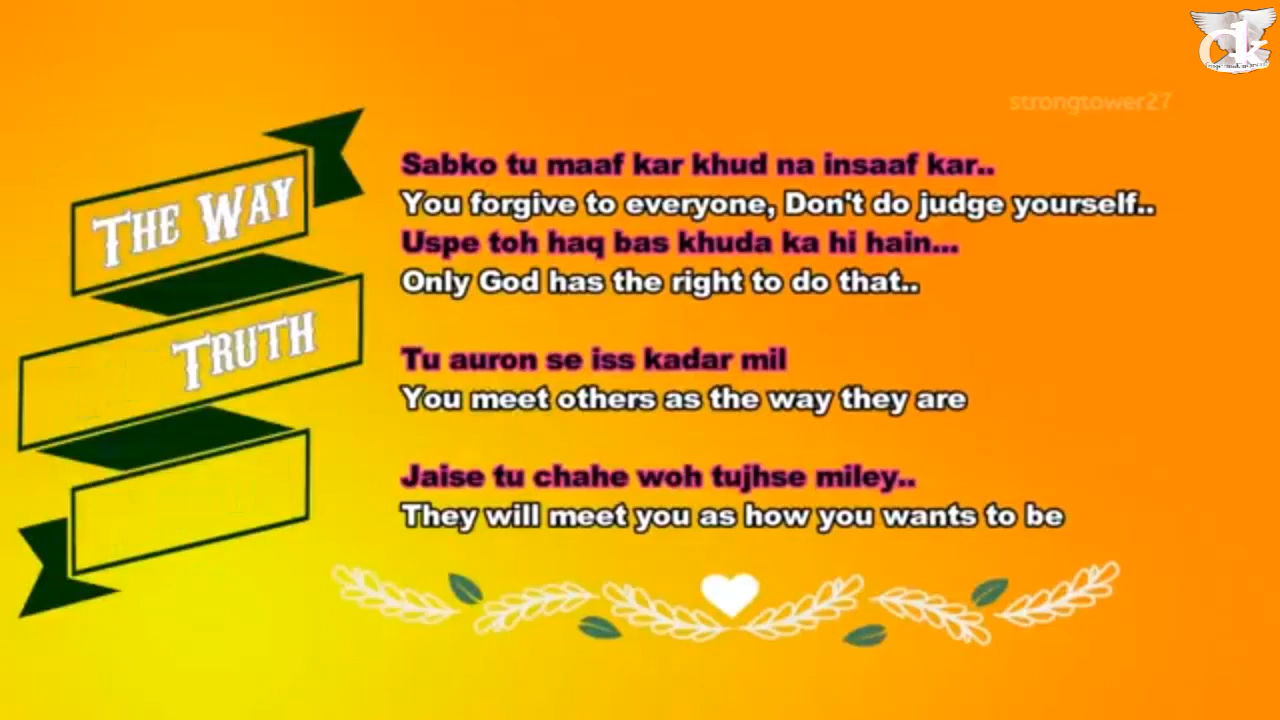 strongtower27
THE WAY
TRUTH
Sabko tu maaf kar khud na insaaf kar..
You forgive to everyone, Don't do judge yourself..
Uspe toh haq bas khuda ka hi hain...
Only God has the right to do that..
Tu auron se iss kadar mil
You meet others as the way they are
Jaise tu chahe woh tujhse miley..
They will meet you as how you wants to be